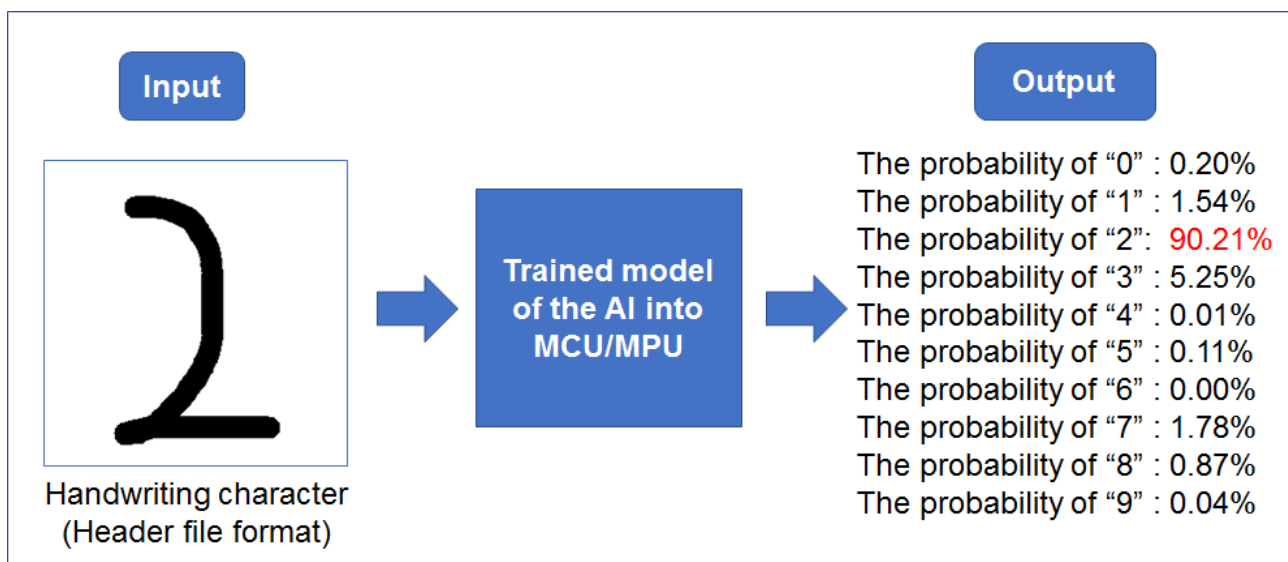 Input
2
Handwriting character
(Header file format)
Trained model
of the AI into
MCU/MPU
Output
The probability of “0” : 0.20%
The probability of “1” : 1.54%
The probability of “2”: 90.21%
The probability of “3” : 5.25%
The probability of “4” : 0.01%
The probability of “5” : 0.11%
The probability of “6” : 0.00%
The probability of “7” : 1.78%
The probability of “8” : 0.87%
The probability of “9” : 0.04%